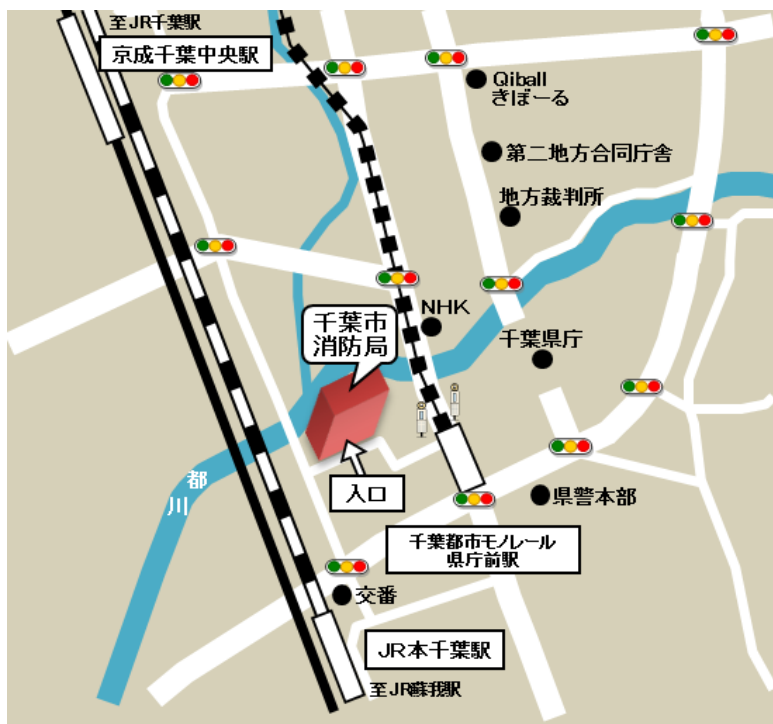 至JR千葉駅
京成千葉中央駅
Qiball
きぼーる
第二地方合同庁舎
地方裁判所
NHK
千葉市
消防局
千葉県庁
都
川
入口
県警本部
千葉都市モノレール
県庁前駅
交番
JR本千葉駅
至JR蘇我駅